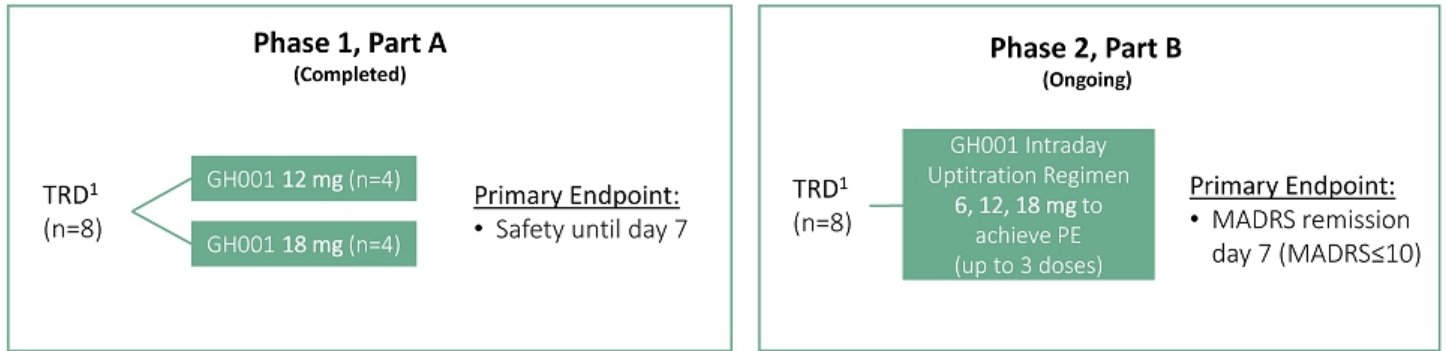 Phase 1, Part A
(Completed)
TRD¹
(n=8)
GH001 12 mg (n=4)
GH001 18 mg (n=4)
Primary Endpoint:
• Safety until day 7
Phase 2, Part B
(Ongoing)
TRD¹
(n=8)
GH001 Intraday
Uptitration Regimen
6, 12, 18 mg to
achieve PE
(up to 3 doses)
Primary Endpoint:
• MADRS remission
day 7 (MADRS≤10)